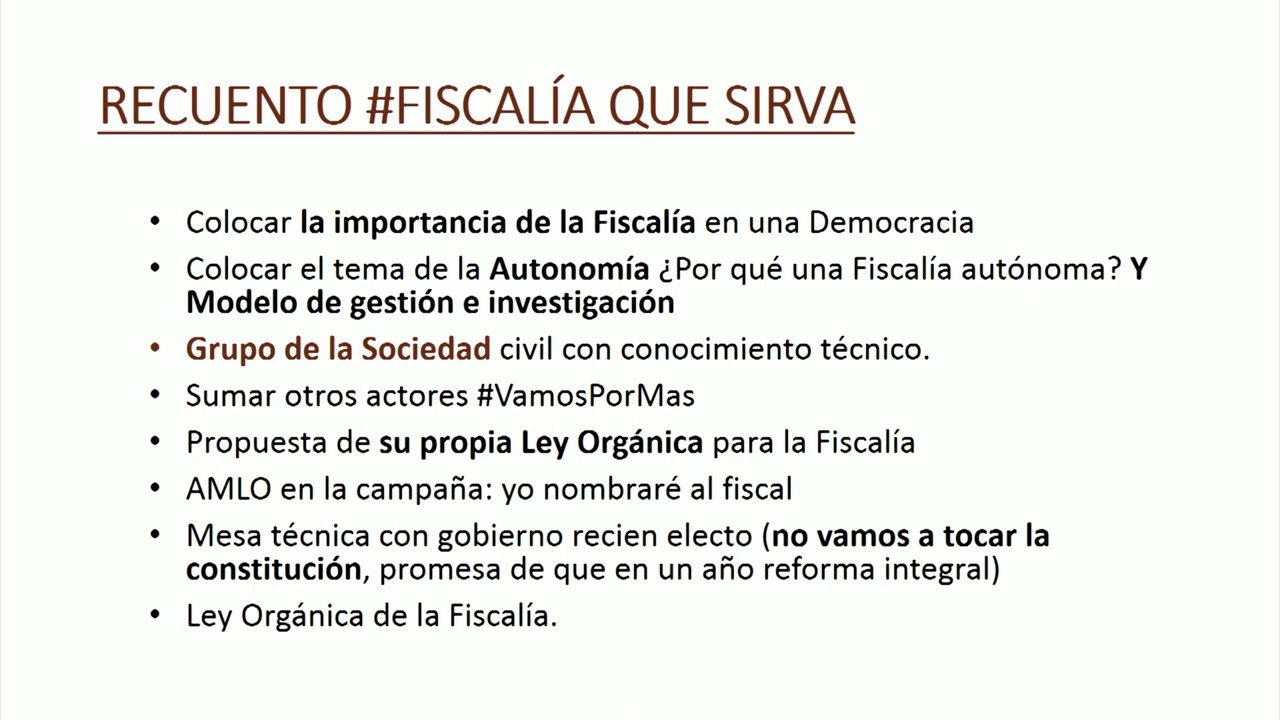 RECUENTO #FISCALÍA QUE SIRVA
• Colocar la importancia de la Fiscalía en una Democracia
• Colocar el tema de la Autonomía ¿Por qué una Fiscalía autónoma? Y
Modelo de gestión e investigación
• Grupo de la Sociedad civil con conocimiento técnico.
• Sumar otros actores #VamosPorMas
• Propuesta de su propia Ley Orgánica para la Fiscalía
• AMLO en la campaña: yo nombraré al fiscal
• Mesa técnica con gobierno recien electo (no vamos a tocar la
constitución, promesa de que en un año reforma integral)
• Ley Orgánica de la Fiscalía.